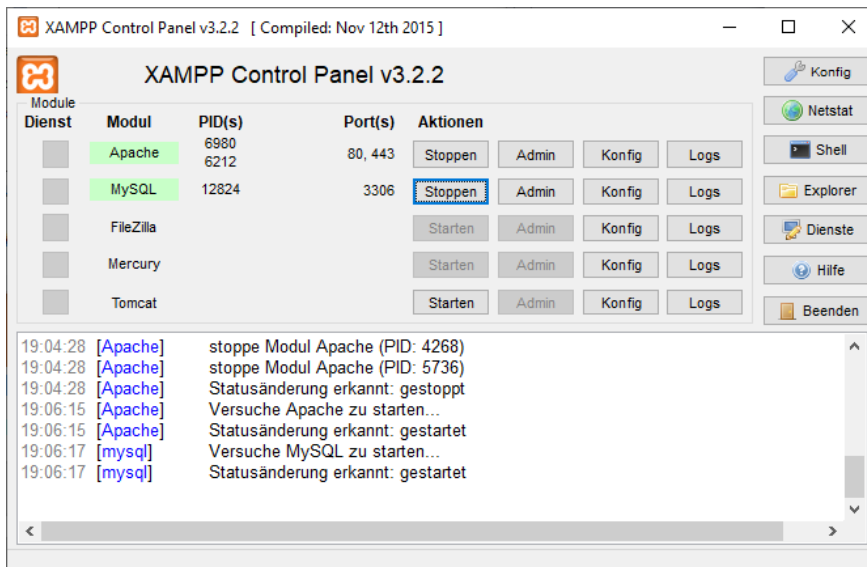 XAMPP Control Panel v3.2.2 [ Compiled: Nov 12th 2015 ]
XAMPP Control Panel v3.2.2
Konfig
Netstat
Shell
Explorer
Dienste
Hilfe
Beenden
Module
Dienst Modul PID(s) Port(s) Aktionen
Apache 6980 6212 80, 443 Stoppen Admin Konfig Logs
MySQL 12824 3306 Stoppen Admin Konfig Logs
FileZilla Starten Admin Konfig Logs
Mercury Starten Admin Konfig Logs
Tomcat Starten Admin Konfig Logs
19:04:28 [Apache] stoppe Modul Apache (PID: 4268)
19:04:28 [Apache] stoppe Modul Apache (PID: 5736)
19:04:28 [Apache] Statusänderung erkannt: gestoppt
19:06:15 [Apache] Versuche Apache zu starten...
19:06:15 [Apache] Statusänderung erkannt: gestartet
19:06:17 [mysql] Versuche MySQL zu starten...
19:06:17 [mysql] Statusänderung erkannt: gestartet